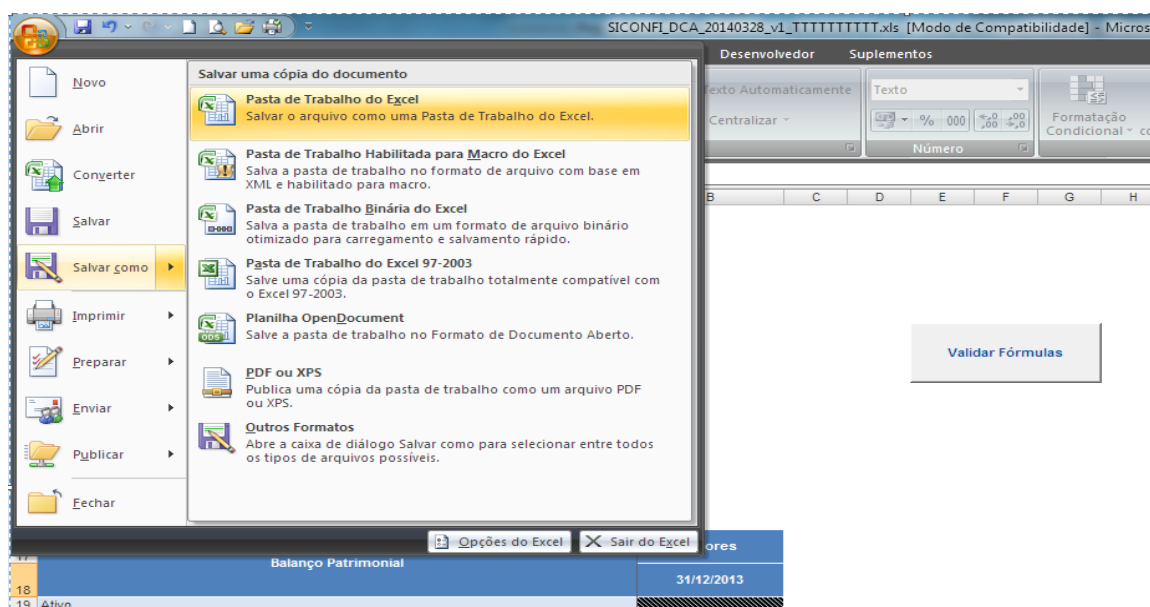 SICONFI_DCA_20140328_v1_TTTTTTTTTT.xls [Modo de Compatibilidade] - Micros
Desenvolvedor Suplementos
Novo
Abrir
Converter
Salvar
Salvar como
Imprimir
Preparar
Enviar
Publicar
Fechar
Salvar uma cópia do documento
Pasta de Trabalho do Excel
Salvar o arquivo como uma Pasta de Trabalho do Excel.
Pasta de Trabalho Habilitada para Macro do Excel
Salva a pasta de trabalho no formato de arquivo com base em
XML e habilitado para macro.
Pasta de Trabalho Binária do Excel
Salva a pasta de trabalho em um formato de arquivo binário
otimizado para carregamento e salvamento rápido.
Pasta de Trabalho do Excel 97-2003
Salve uma cópia da pasta de trabalho totalmente compatível com
o Excel 97-2003.
Planilha OpenDocument
Salve a pasta de trabalho no Formato de Documento Aberto.
PDF ou XPS
Publica uma cópia da pasta de trabalho como um arquivo PDF
ou XPS.
Outros Formatos
Abre a caixa de diálogo Salvar como para selecionar entre todos
os tipos de arquivos possíveis.
Opções do Excel Sair do Excel
Texto Automaticamente
Centralizar
Texto
% 000 ,0 ,00 ,00 ,0
Número
Formatação
Condicional co
B C D E F G H
Validar Fórmulas
17 Balanço Patrimonial ores
18 31/12/2013
19 Ativo